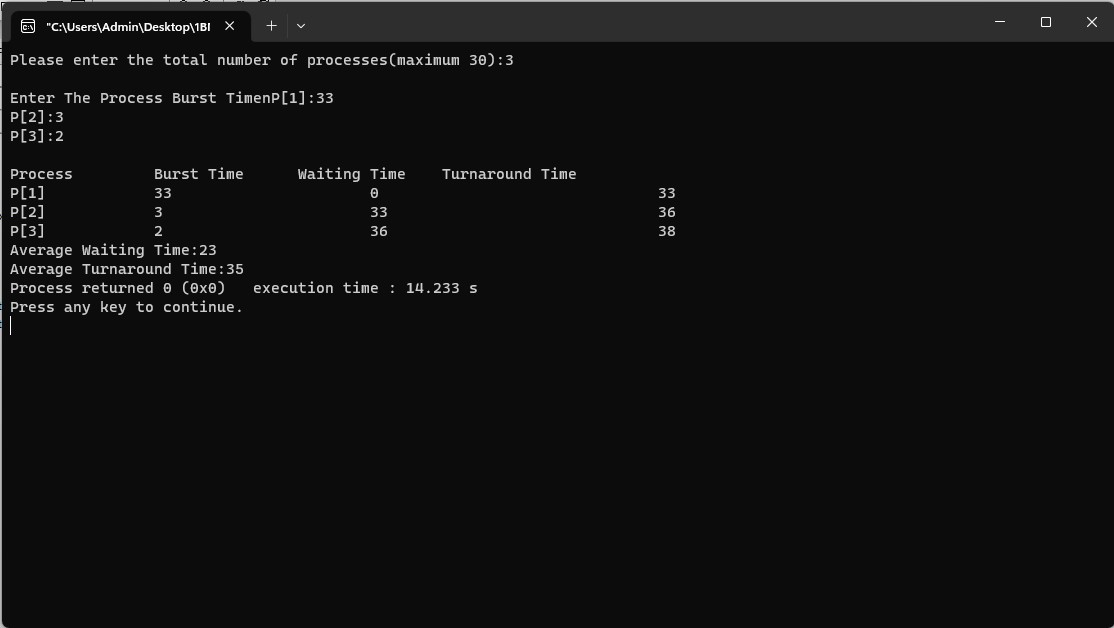 "C:\Users\Admin\Desktop\1BI
Please enter the total number of processes(maximum 30):3
Enter The Process Burst TimenP[1]:33
P[2]:3
P[3]:2
Process Burst Time Waiting Time Turnaround Time
P[1] 33 0 33
P[2] 3 33 36
P[3] 2 36 38
Average Waiting Time:23
Average Turnaround Time:35
Process returned 0 (0x0) execution time : 14.233 s
Press any key to continue.